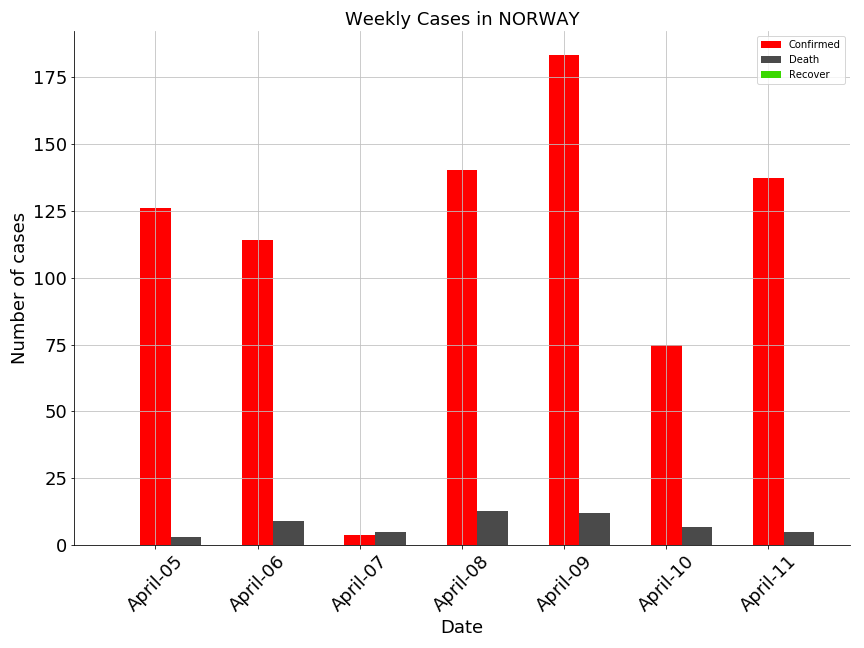 Weekly Cases in NORWAY
Confirmed
Death
Recover
Number of cases
175
150
125
100
75
50
25
0
April-05
April-06
April-07
April-08
April-09
April-10
April-11
Date